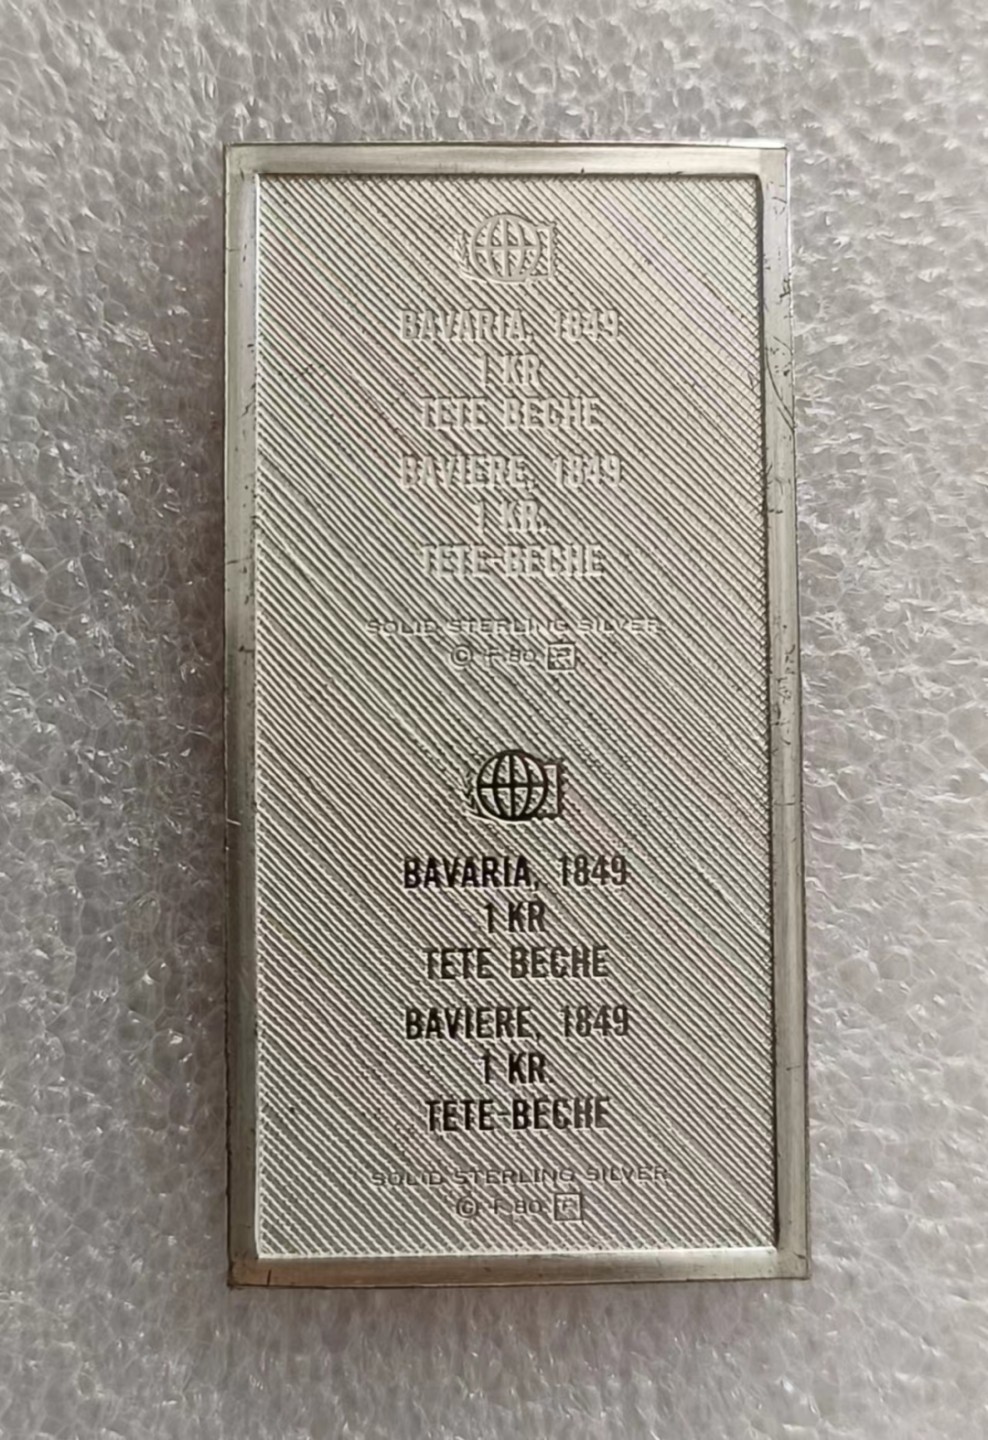 BAVARIA, 1849
1 KR
TETE BECHE
BAVIERE, 1849
1 KR.
TETE-BECHE
SOLID STERLING SILVER
© F 80 F
BAVARIA, 1849
1 KR
TETE BECHE
BAVIERE, 1849
1 KR.
TETE-BECHE
SOLID STERLING SILVER
© F 80 F